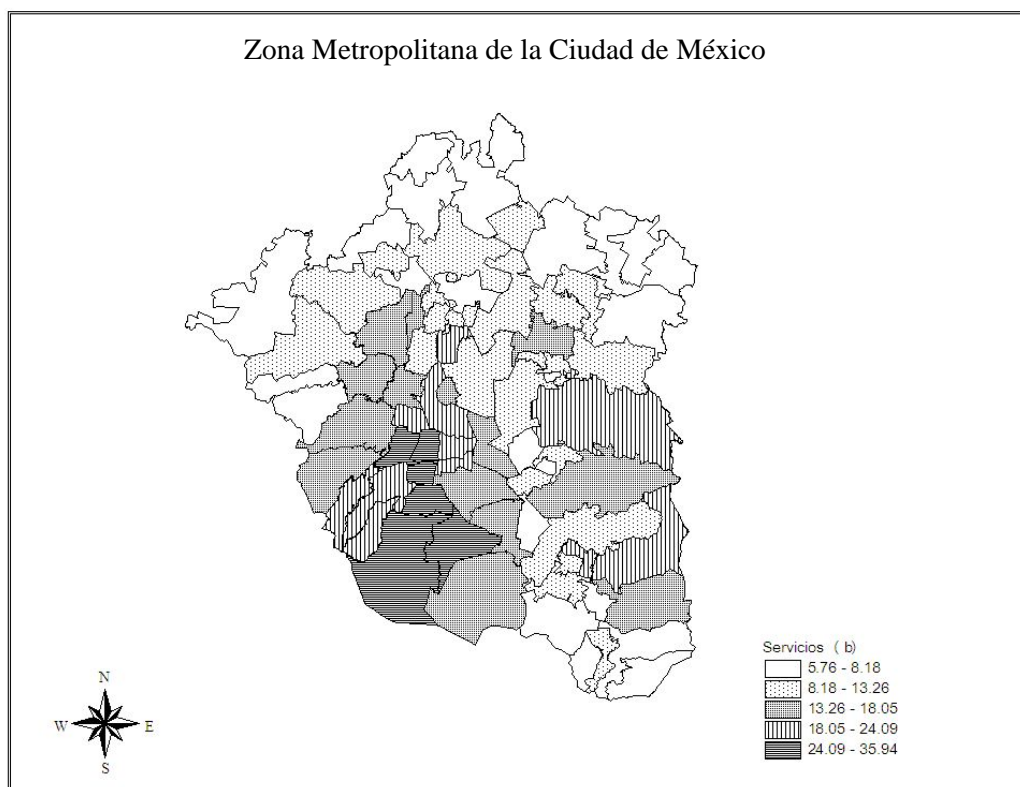 Zona Metropolitana de la Ciudad de México
Servicios ( b)
5.76 - 8.18
8.18 - 13.26
13.26 - 18.05
18.05 - 24.09
24.09 - 35.94
N
W E
S